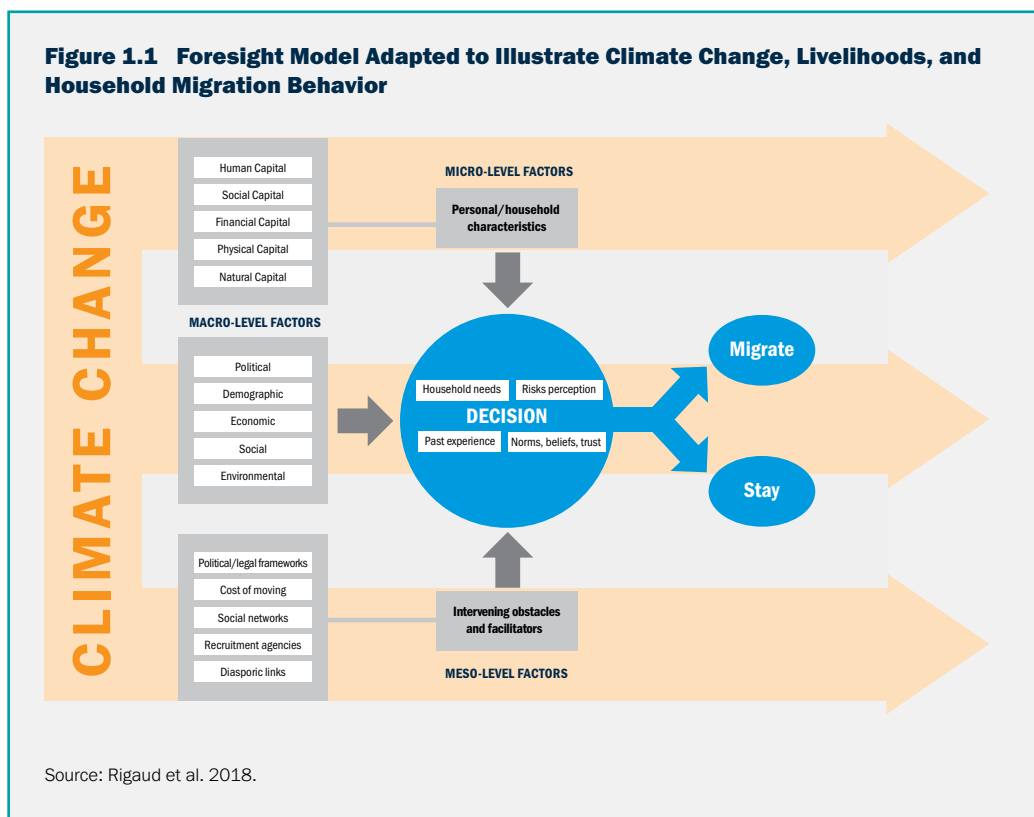 Figure 1.1 Foresight Model Adapted to Illustrate Climate Change, Livelihoods, and
Household Migration Behavior
CLIMATE CHANGE
Human Capital
Social Capital
Financial Capital
Physical Capital
Natural Capital
MICRO-LEVEL FACTORS
Personal/household
characteristics
MACRO-LEVEL FACTORS
Political
Demographic
Economic
Social
Environmental
Household needs
Risks perception
DECISION
Past experience
Norms, beliefs, trust
Migrate
Stay
Political/legal frameworks
Cost of moving
Social networks
Recruitment agencies
Diasporic links
Intervening obstacles
and facilitators
MESO-LEVEL FACTORS
Source: Rigaud et al. 2018.